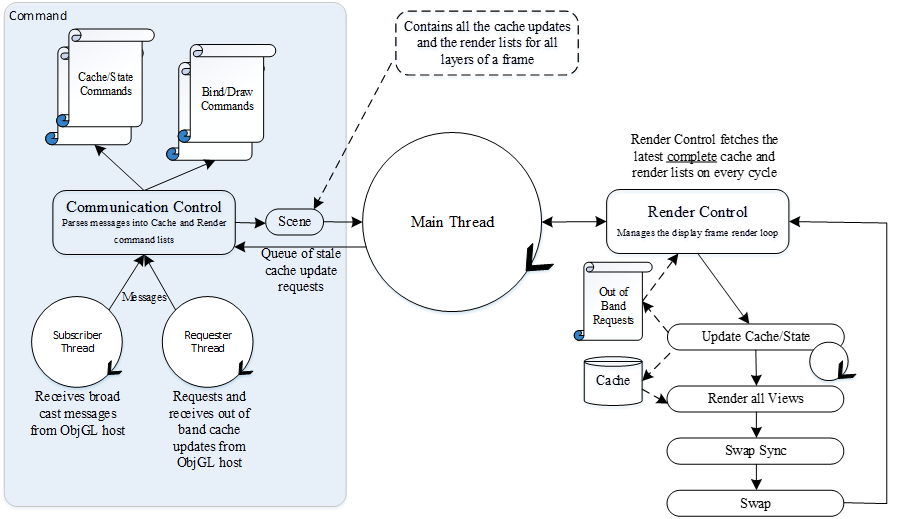 Command
Contains all the cache updates
and the render lists for all
layers of a frame
Cache/State
Commands
Bind/Draw
Commands
Render Control fetches the
latest complete cache and
render lists on every cycle
Communication Control
Parses messages into Cache and Render
command lists
Scene
Main Thread
Render Control
Manages the display frame render loop
Queue of stale
cache update
requests
Messages
Out of
Band
Requests
Subscriber
Thread
Requester
Thread
Update Cache/State
Cache
Receives broad
cast messages
from ObjGL host
Requests and
receives out of
band cache
updates from
ObjGL host
Render all Views
Swap Sync
Swap